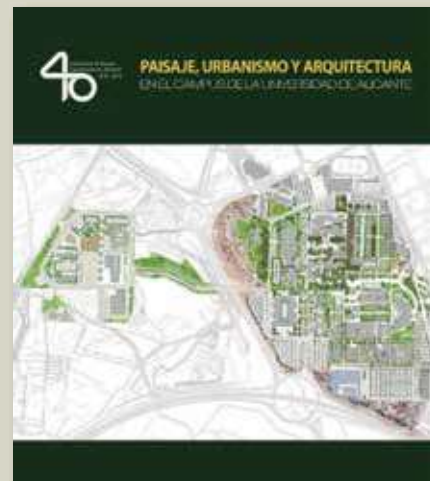 40
PAISAJE, URBANISMO Y ARQUITECTURA
EN EL CAMPUS DE LA UNIVERSIDAD DE ALICANTE